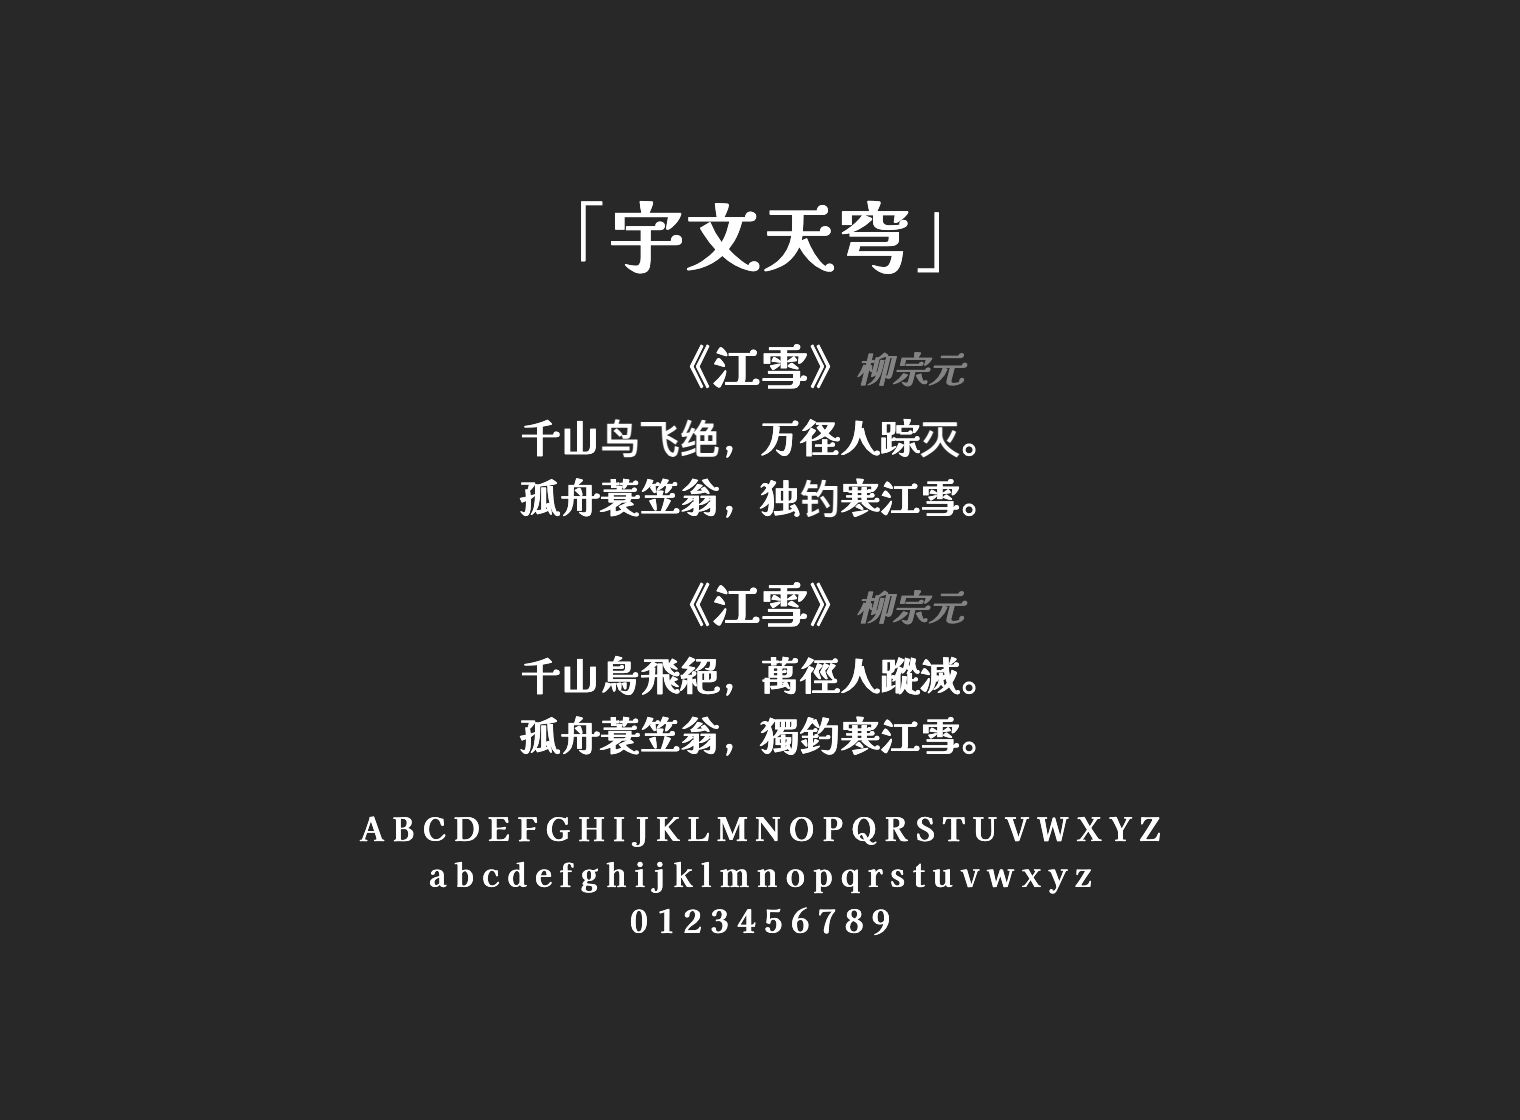 「宇文天穹」
《江雪》 柳宗元
千山鸟飞绝，万径人踪灭。
孤舟蓑笠翁，独钓寒江雪。
《江雪》 柳宗元
千山鳥飛絕，萬徑人蹤滅。
孤舟蓑笠翁，獨釣寒江雪。
A B C D E F G H I J K L M N O P Q R S T U V W X Y Z
a b c d e f g h i j k l m n o p q r s t u v w x y z
0 1 2 3 4 5 6 7 8 9